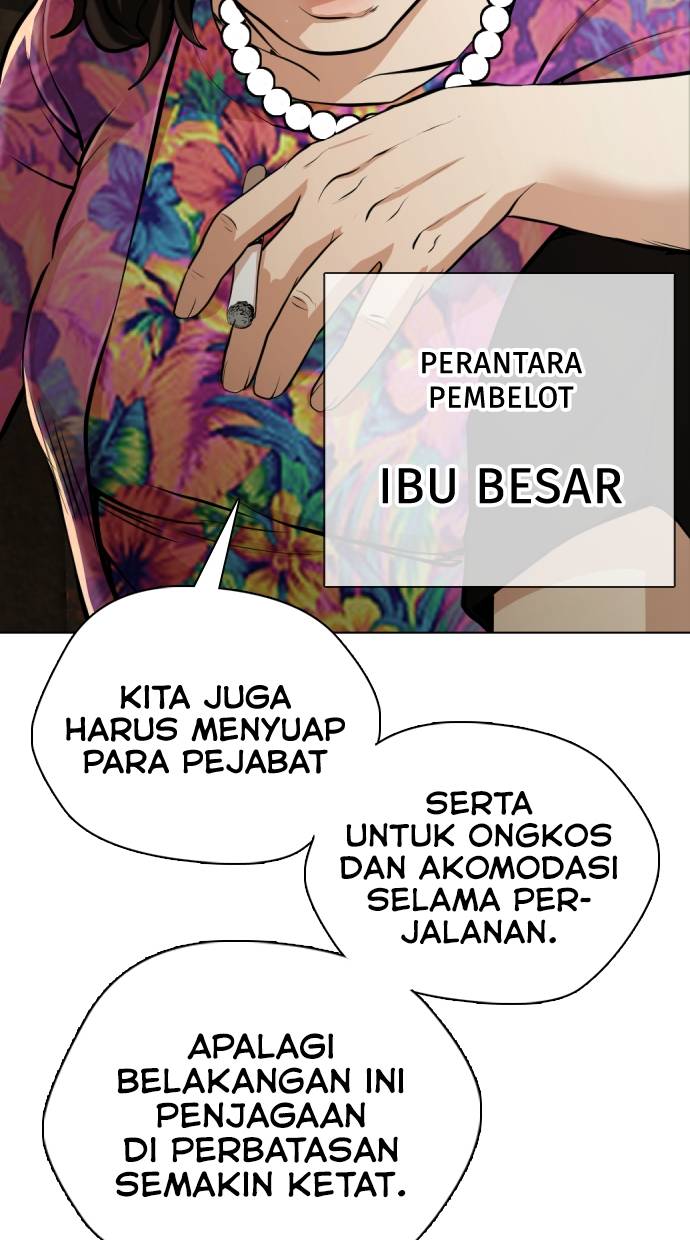 PERANTARA
PEMBELOT
IBU BESAR
KITA JUGA
HARUS MENYUAP
PARA PEJABAT
SERTA
UNTUK ONGKOS
DAN AKOMODASI
SELAMA PER-
JALANAN.
APALAGI
BELAKANGAN INI
PENJAGAAN
DI PERBATASAN
SEMAKIN KETAT.